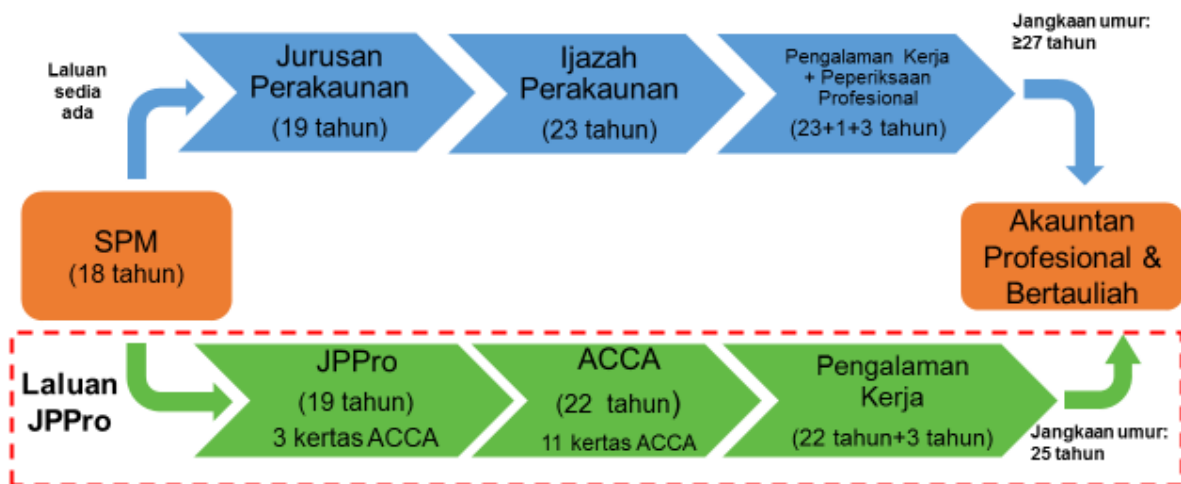 Laluan
sedia
ada
Jurusan
Perakaunan
(19 tahun)
Ijazah
Perakaunan
(23 tahun)
Pengalaman Kerja
+ Peperiksaan
Profesional
(23+1+3 tahun)
Jangkaan umur:
≥27 tahun
SPM
(18 tahun)
Akauntan
Profesional &
Bertauliah
Laluan
JPPro
JPPro
(19 tahun)
3 kertas ACCA
ACCA
(22 tahun)
11 kertas ACCA
Pengalaman
Kerja
(22 tahun+3 tahun)
Jangkaan umur:
25 tahun